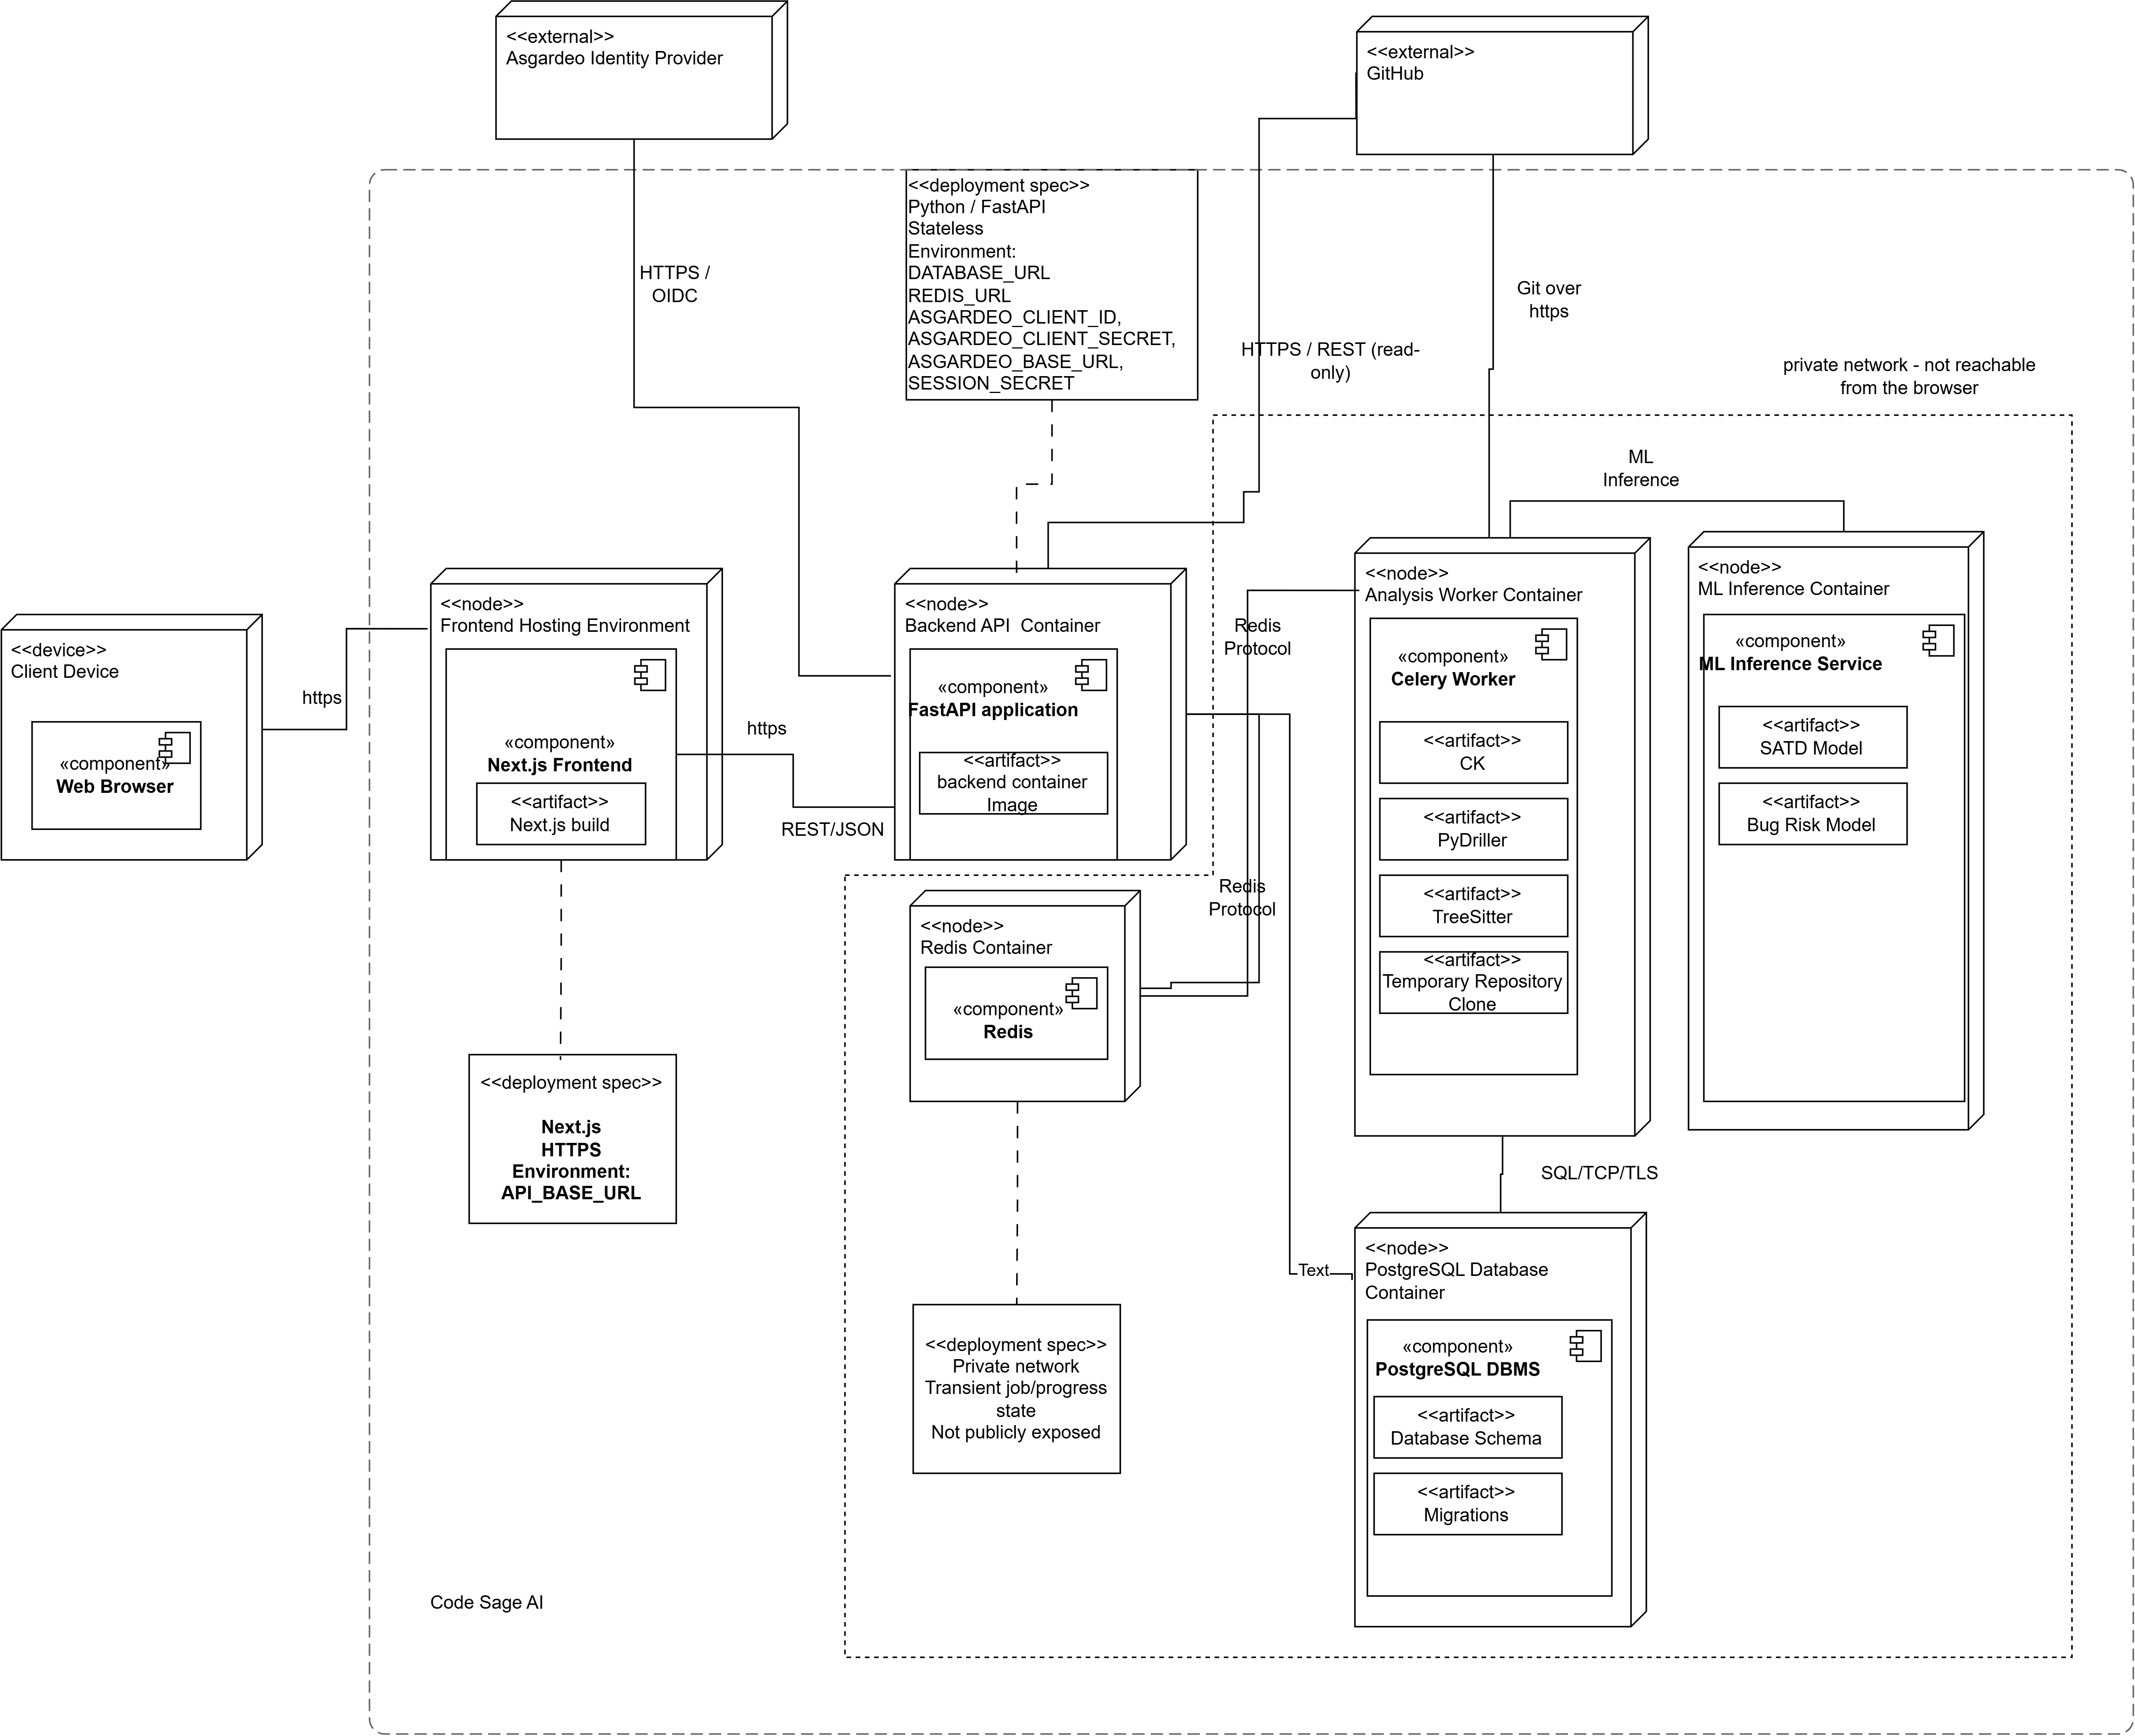 <<external>>
Asgardeo Identity Provider
<<external>>
GitHub
<<deployment spec>>
Python / FastAPI
Stateless
Environment:
DATABASE_URL
REDIS_URL
ASGARDEO_CLIENT_ID,
ASGARDEO_CLIENT_SECRET,
ASGARDEO_BASE_URL,
SESSION_SECRET
HTTPS /
OIDC
Git over
https
HTTPS / REST (read-
only)
private network - not reachable
from the browser
ML
Inference
<<device>>
Client Device
«component»
Web Browser
https
<<node>>
Frontend Hosting Environment
«component»
Next.js Frontend
<<artifact>>
Next.js build
https
REST/JSON
<<node>>
Backend API  Container
«component»
FastAPI application
<<artifact>>
backend container
Image
Redis
Protocol
<<node>>
Analysis Worker Container
«component»
Celery Worker
<<artifact>>
CK
<<artifact>>
PyDriller
<<artifact>>
TreeSitter
<<artifact>>
Temporary Repository
Clone
<<node>>
ML Inference Container
«component»
ML Inference Service
<<artifact>>
SATD Model
<<artifact>>
Bug Risk Model
Redis
Protocol
<<node>>
Redis Container
«component»
Redis
<<deployment spec>>
Next.js
HTTPS
Environment:
API_BASE_URL
SQL/TCP/TLS
Text
<<node>>
PostgreSQL Database
Container
«component»
PostgreSQL DBMS
<<artifact>>
Database Schema
<<artifact>>
Migrations
<<deployment spec>>
Private network
Transient job/progress
state
Not publicly exposed
Code Sage AI